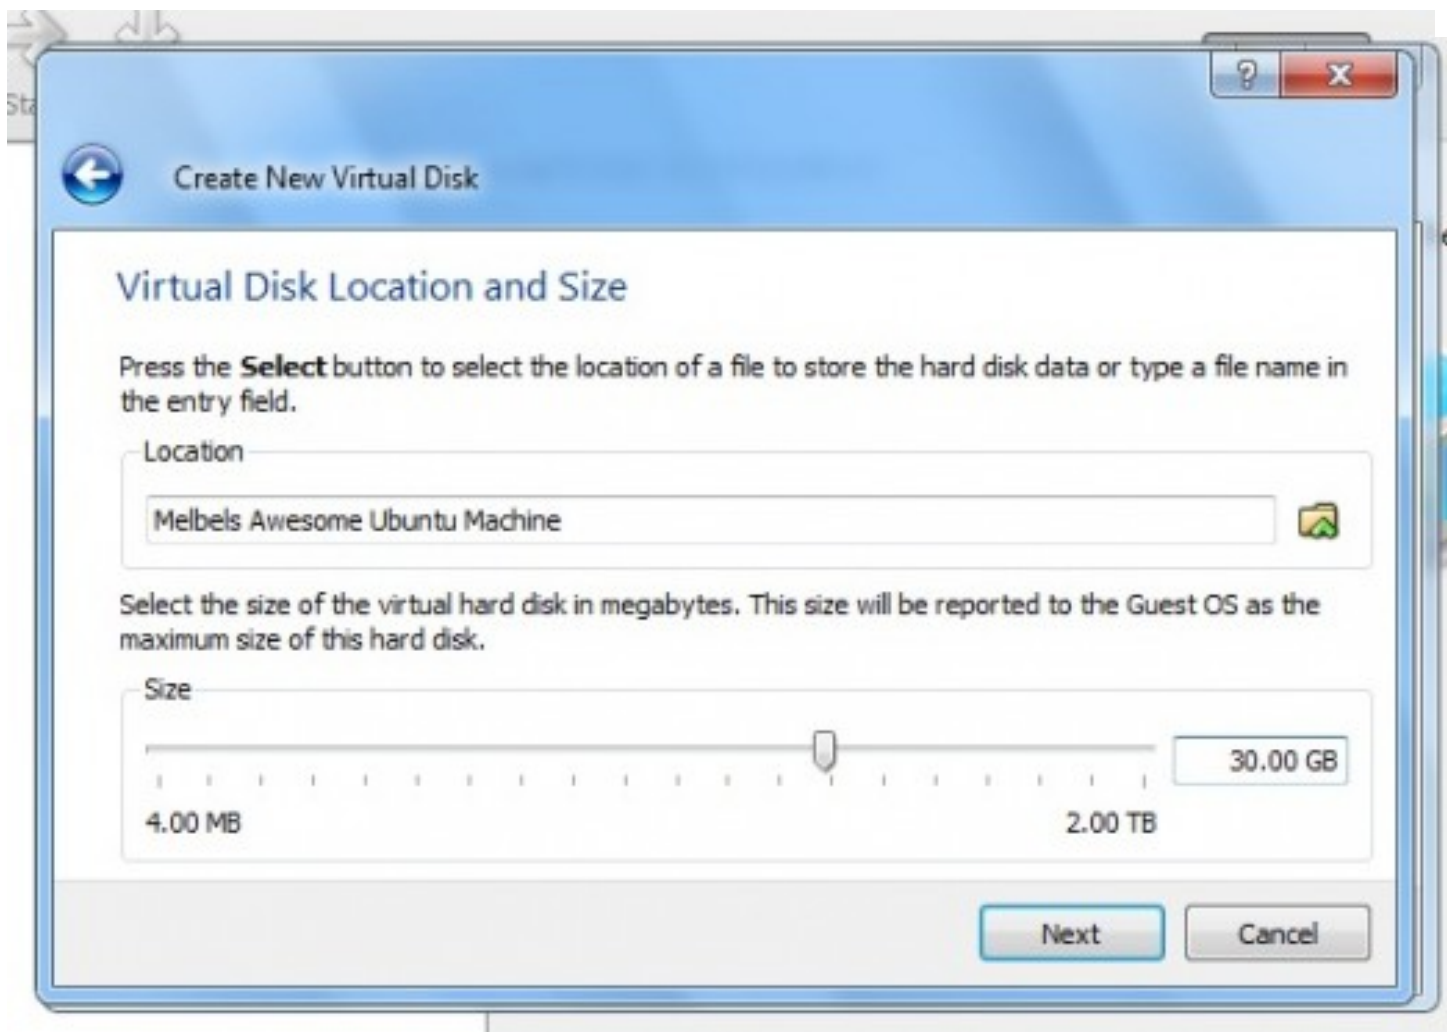 Sta
Create New Virtual Disk
Virtual Disk Location and Size
Press the Select button to select the location of a file to store the hard disk data or type a file name in
the entry field.
Location
Melbels Awesome Ubuntu Machine
Select the size of the virtual hard disk in megabytes. This size will be reported to the Guest OS as the
maximum size of this hard disk.
Size
30.00 GB
4.00 MB 2.00 TB
Next Cancel